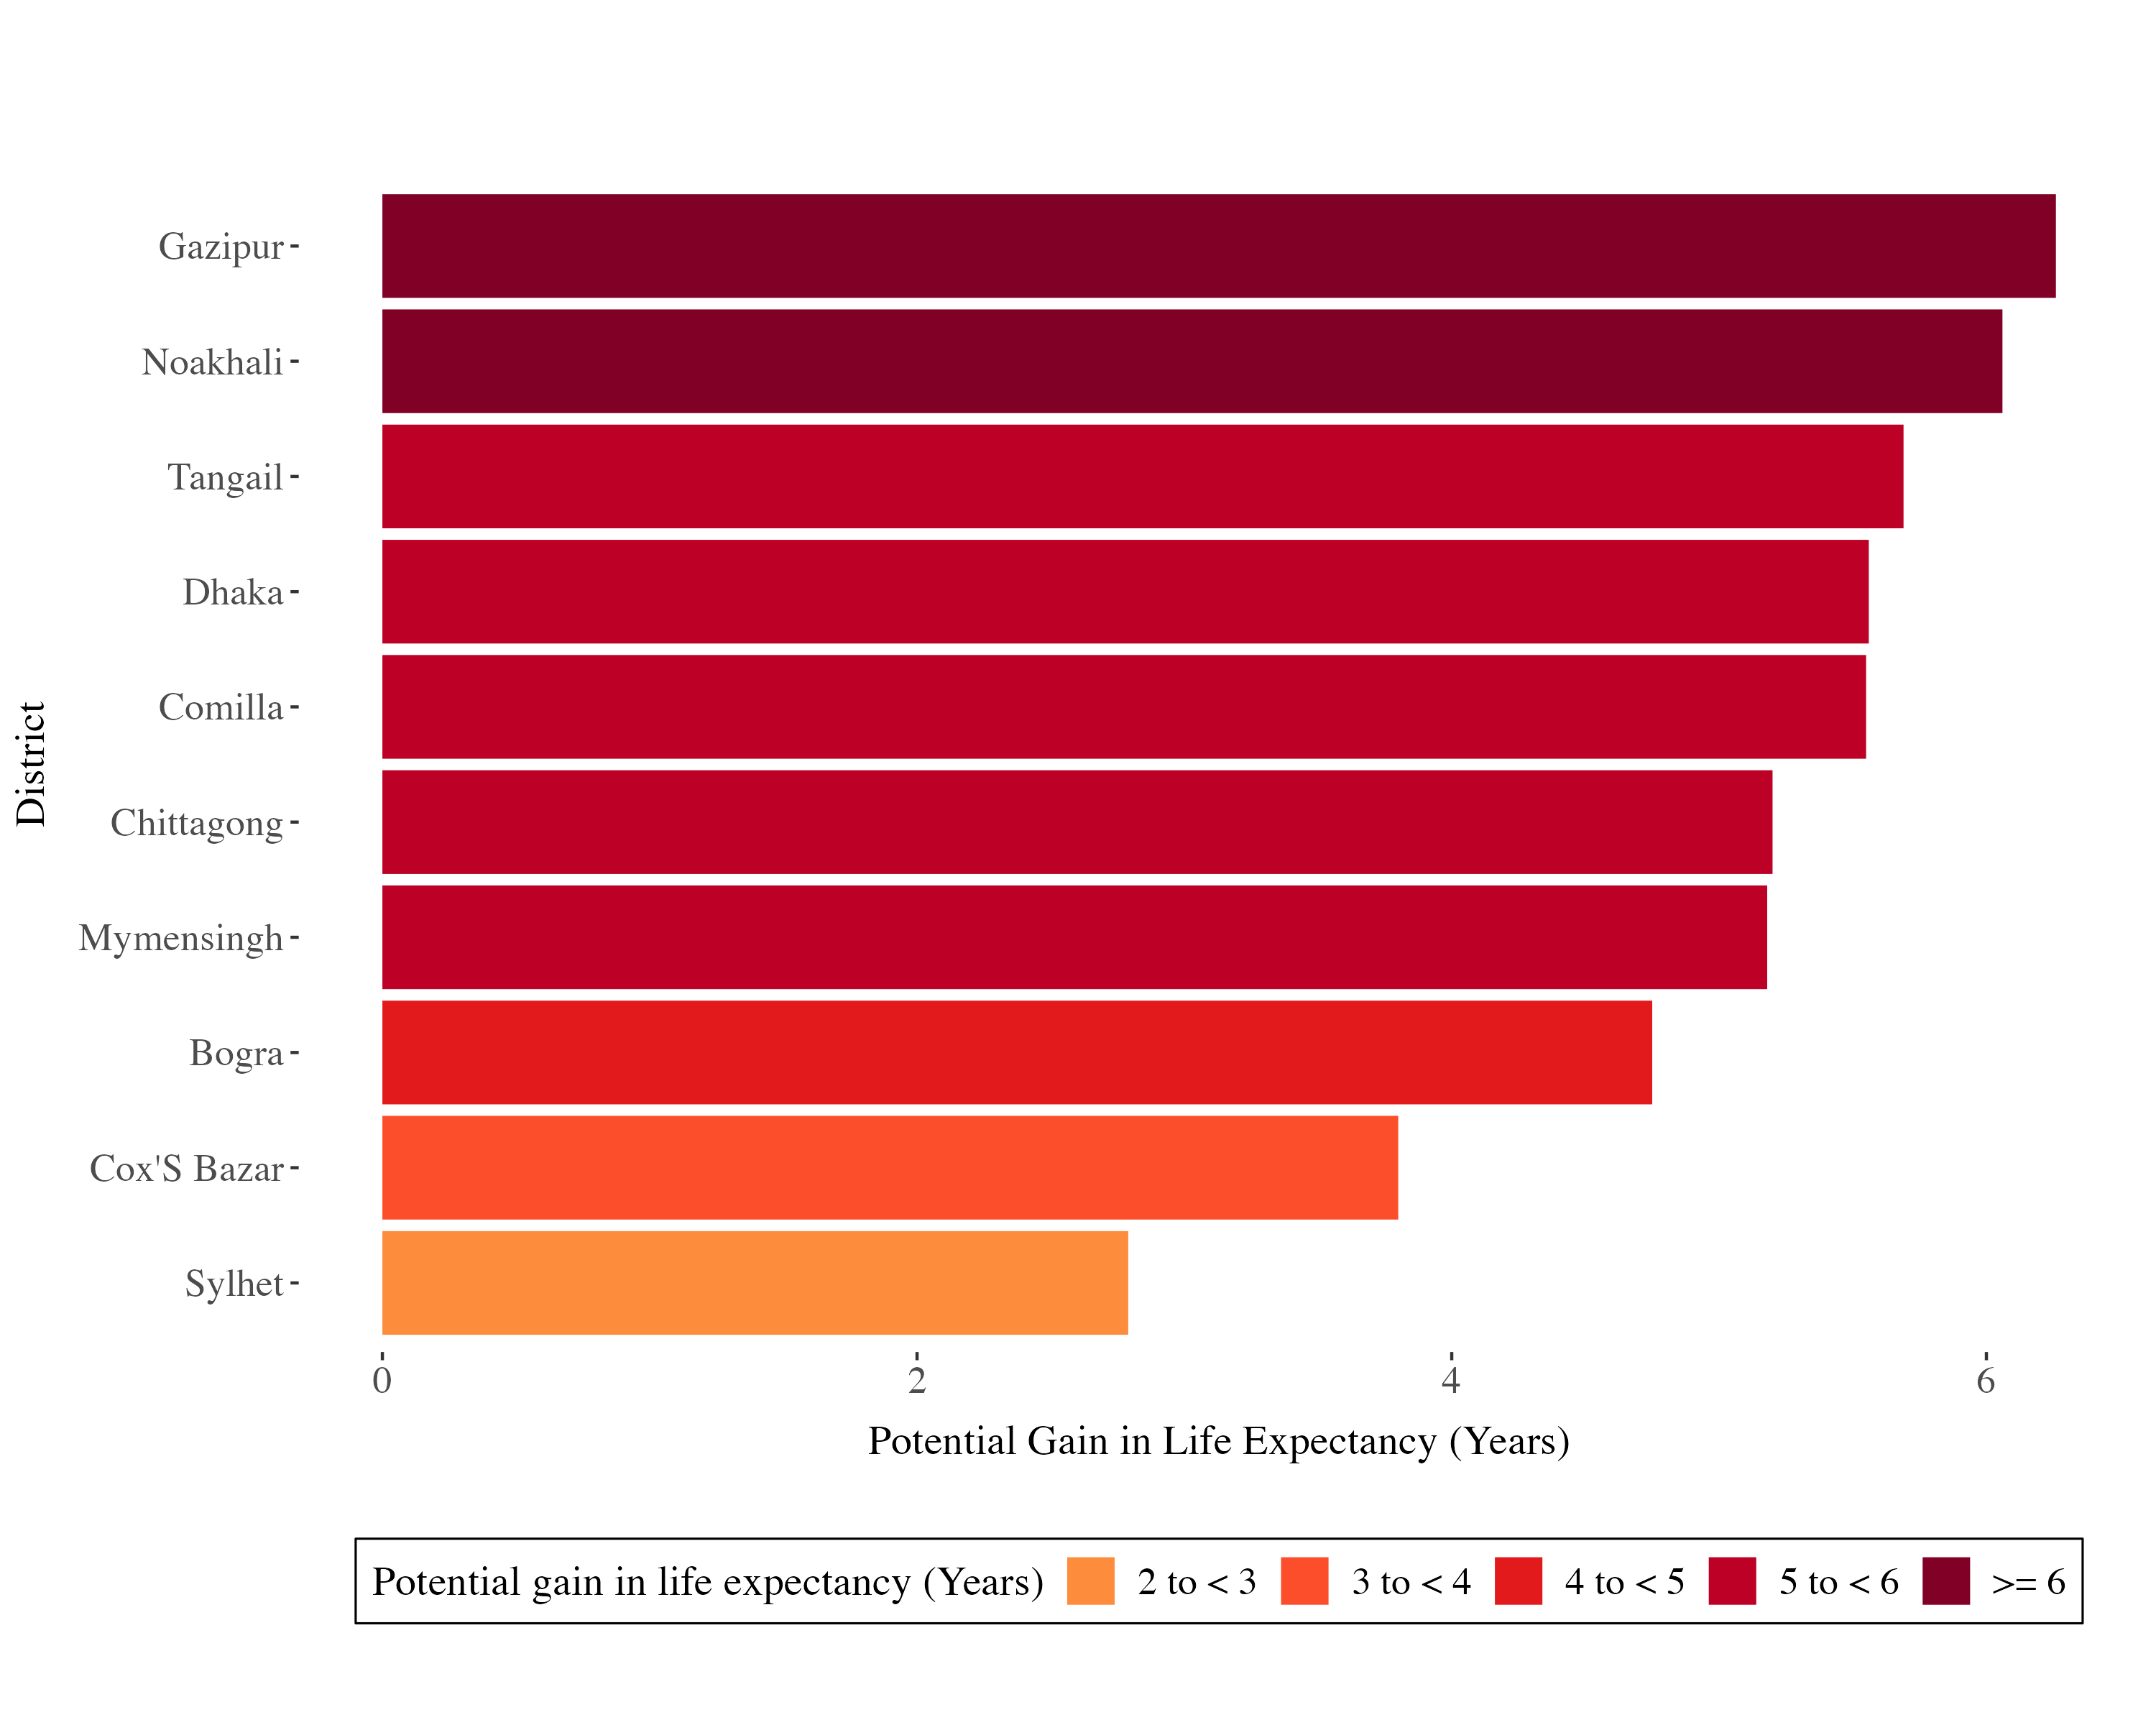 District
Gazipur
Noakhali
Tangail
Dhaka
Comilla
Chittagong
Mymensingh
Bogra
Cox'S Bazar
Sylhet
0 2 4 6
Potential Gain in Life Expectancy (Years)
Potential gain in life expectancy (Years) 2 to < 3 3 to < 4 4 to < 5 5 to < 6 >= 6